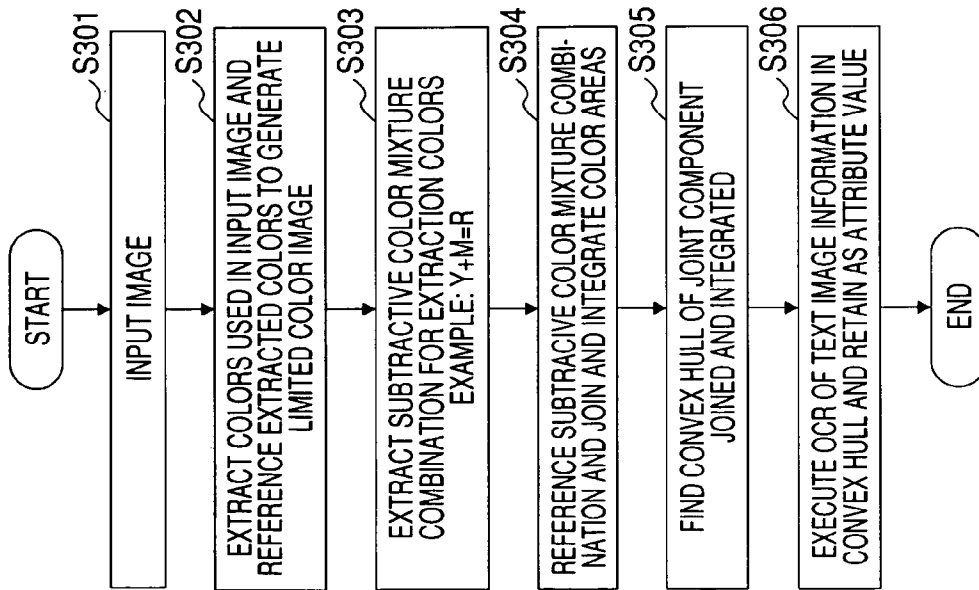 START
S301
INPUT IMAGE
S302
EXTRACT COLORS USED IN INPUT IMAGE AND
REFERENCE EXTRACTED COLORS TO GENERATE
LIMITED COLOR IMAGE
S303
EXTRACT SUBTRACTIVE COLOR MIXTURE
COMBINATION FOR EXTRACTION COLORS
EXAMPLE: Y+M=R
S304
REFERENCE SUBTRACTIVE COLOR MIXTURE COMBI-
NATION AND JOIN AND INTEGRATE COLOR AREAS
S305
FIND CONVEX HULL OF JOINT COMPONENT
JOINED AND INTEGRATED
S306
EXECUTE OCR OF TEXT IMAGE INFORMATION IN
CONVEX HULL AND RETAIN AS ATTRIBUTE VALUE
END